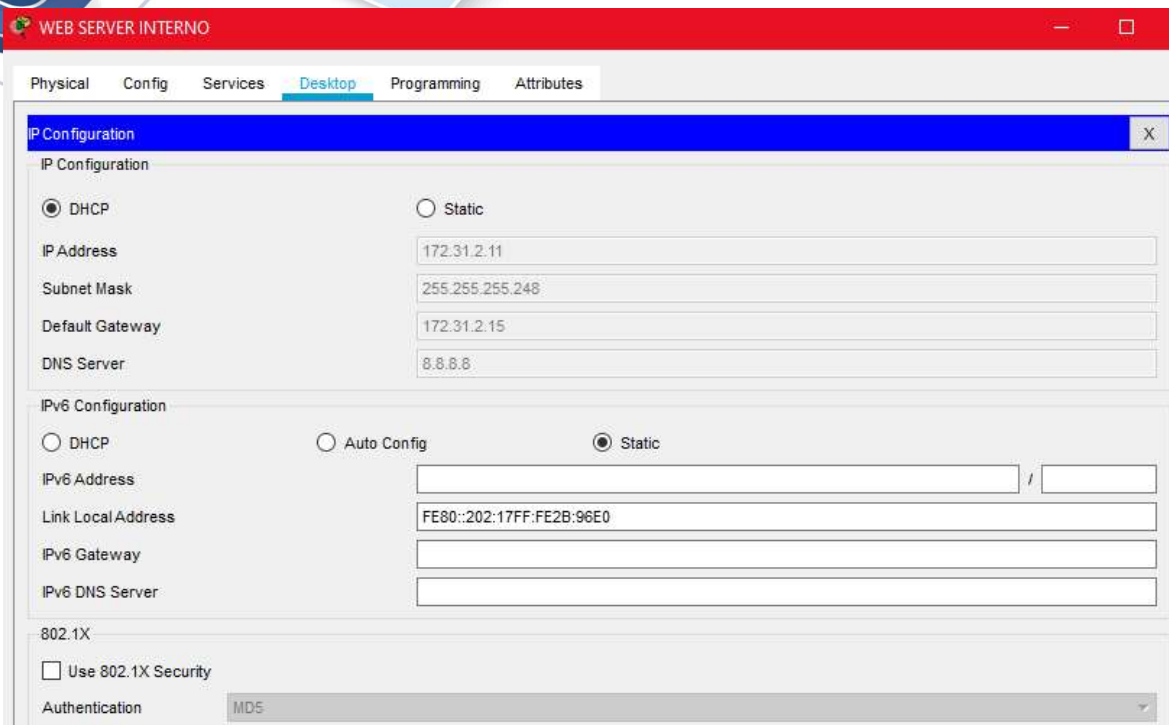 WEB SERVER INTERNO
Physical Config Services Desktop Programming Attributes
IP Configuration X
IP Configuration
DHCP Static
IP Address 172.31.2.11
Subnet Mask 255.255.255.248
Default Gateway 172.31.2.15
DNS Server 8.8.8.8
IPv6 Configuration
DHCP Auto Config Static
IPv6 Address /
Link Local Address FE80::202:17FF:FE2B:96E0
IPv6 Gateway
IPv6 DNS Server
802.1X
Use 802.1X Security
Authentication MD5